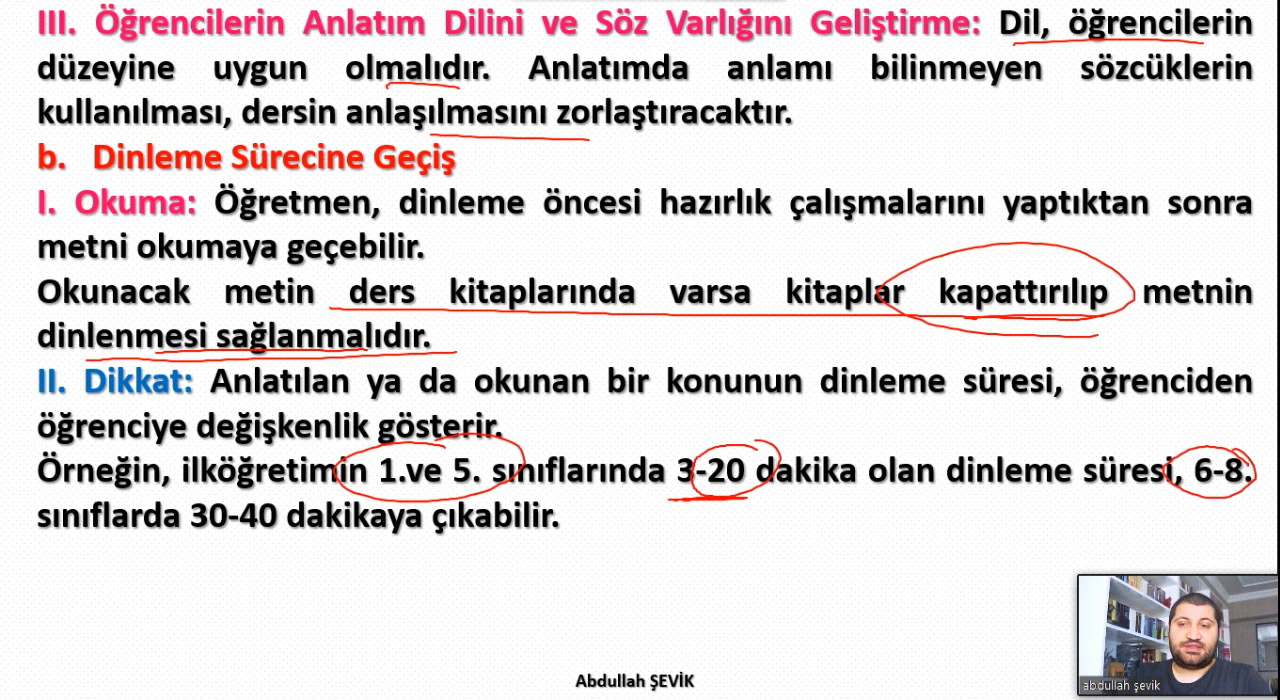 III. Öğrencilerin Anlatım Dilini ve Söz Varlığını Geliştirme: Dil, öğrencilerin
düzeyine uygun olmalıdır. Anlatımda anlamı bilinmeyen sözcüklerin
kullanılması, dersin anlaşılmasını zorlaştıracaktır.
b. Dinleme Sürecine Geçiş
I. Okuma: Öğretmen, dinleme öncesi hazırlık çalışmalarını yaptıktan sonra
metni okumaya geçebilir.
Okunacak metin ders kitaplarında varsa kitaplar kapattırılıp metnin
dinlenmesi sağlanmalıdır.
II. Dikkat: Anlatılan ya da okunan bir konunun dinleme süresi, öğrenciden
öğrenciye değişkenlik gösterir.
Örneğin, ilköğretimin 1.ve 5. sınıflarında 3-20 dakika olan dinleme süresi, 6-8.
sınıflarda 30-40 dakikaya çıkabilir.
abdullah şevik
Abdullah ŞEVİK